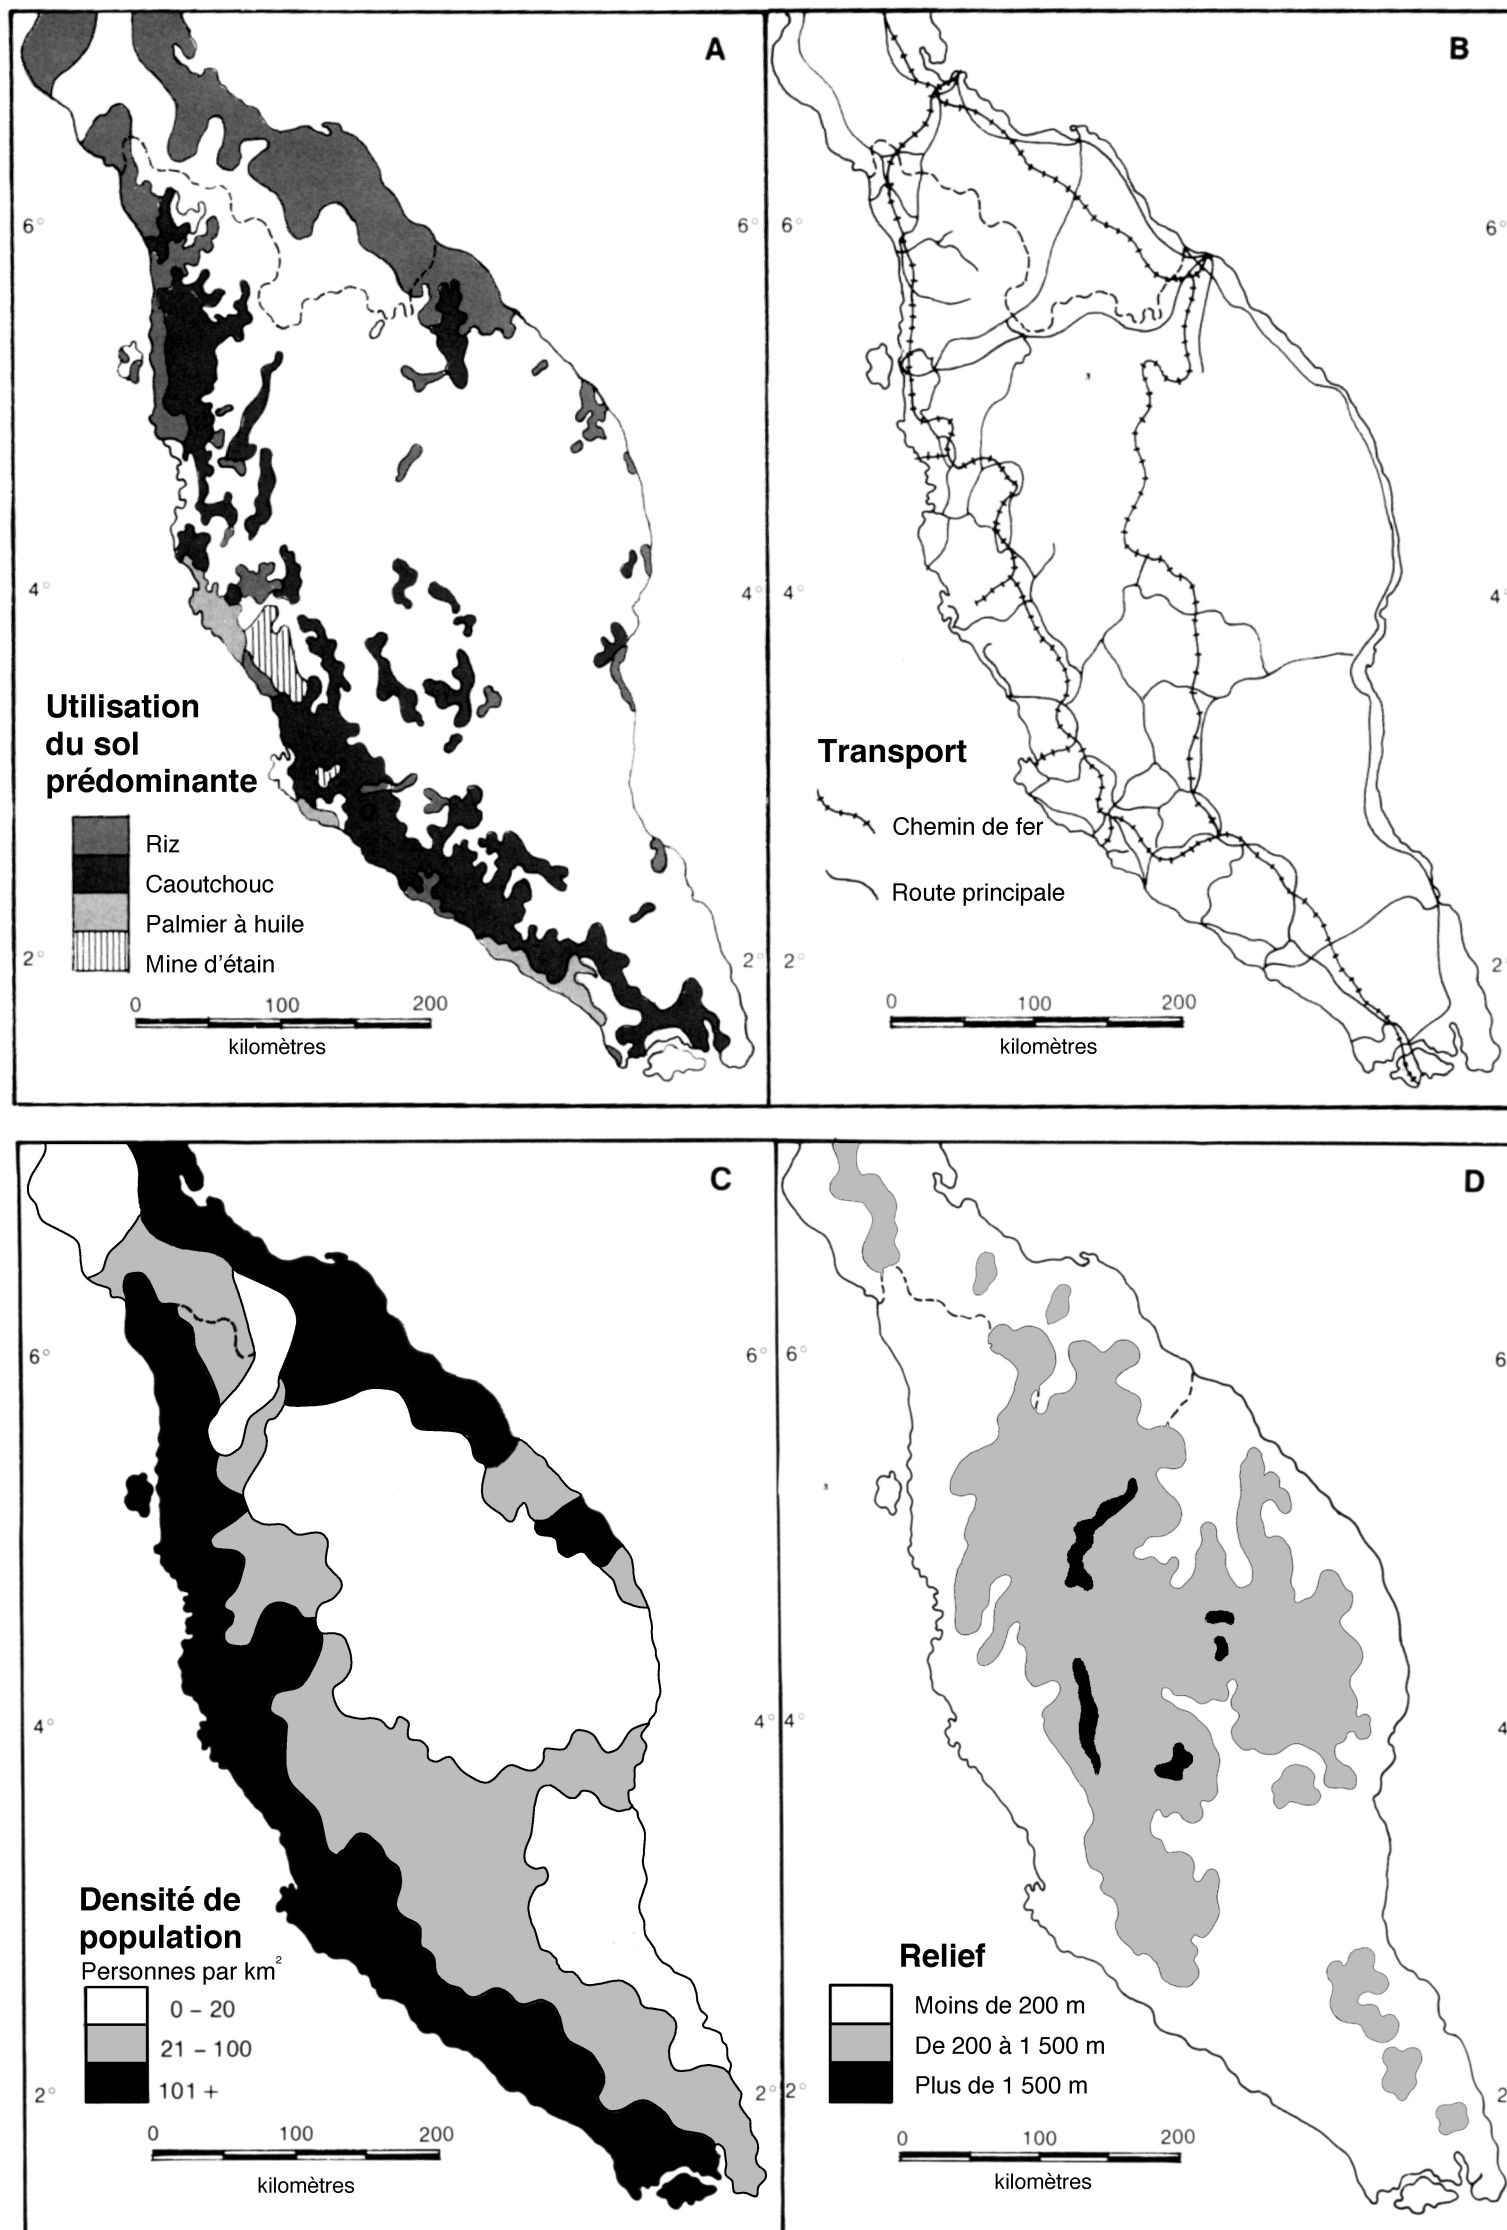 A
6°
6°
4°
4°
2°
2°
Utilisation
du sol
prédominante
Riz
Caoutchouc
Palmier à huile
Mine d'étain
0 100 200
kilomètres
B
6°
6°
4°
4°
2°
2
Transport
Chemin de fer
Route principale
0 100 200
kilomètres
C
6°
6°
4°
4°
2°
2°
Densité de
population
Personnes par km²
0 – 20
21 – 100
101 +
0 100 200
kilomètres
D
6°
6
4°
4
2°
2
Relief
Moins de 200 m
De 200 à 1 500 m
Plus de 1 500 m
0 100 200
kilomètres